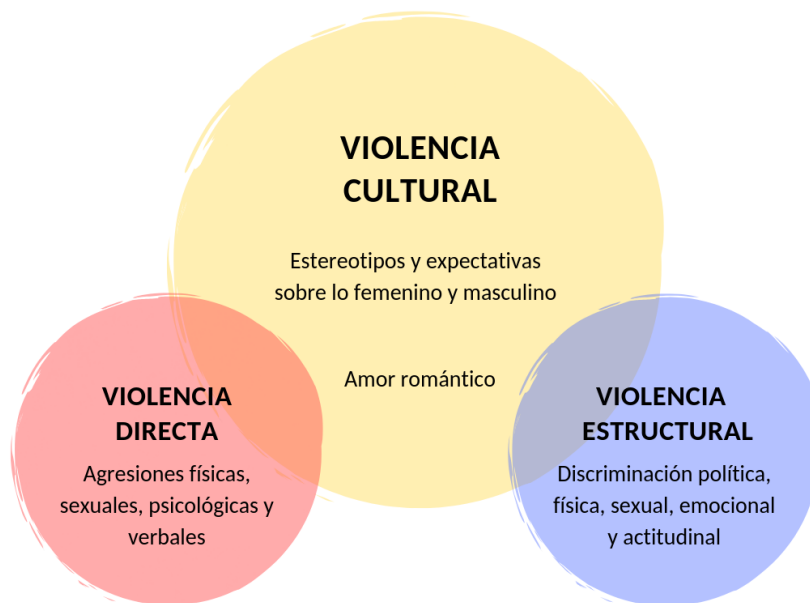 VIOLENCIA
CULTURAL
Estereotipos y expectativas
sobre lo femenino y masculino
Amor romántico
VIOLENCIA
DIRECTA
Agresiones físicas,
sexuales, psicológicas y
verbales
VIOLENCIA
ESTRUCTURAL
Discriminación política,
física, sexual, emocional
y actitudinal